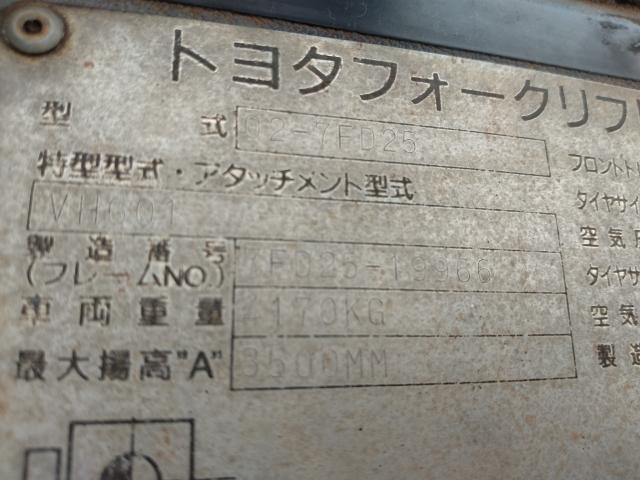 トヨタフォークリフ
型式 02-7FD25
フロント
特型型式・アタッチメント型式
タイヤサイ
VH601
空気
製造番号
(フレームNO.) 7FD25-19966
タイヤサ
車両重量 4170KG
空気
最大揚高"A" 3500MM
製造